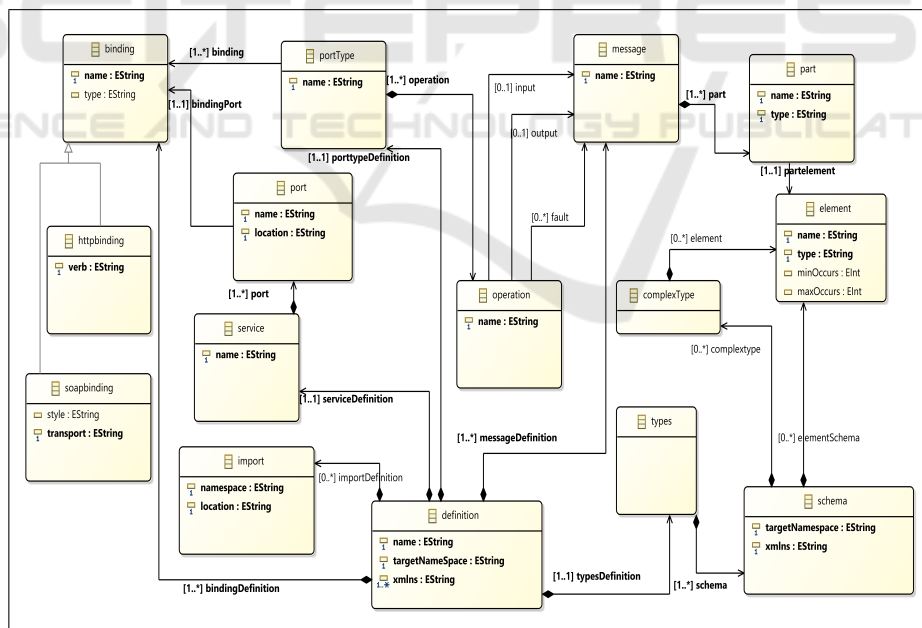 SCITEPRESS
SCIENCE AND TECHNOLOGY PUBLICATIONS
binding
name : EString
type : EString
[1..*] binding
portType
name : EString
[1..*] operation
message
name : EString
[0..1] input
0..1] output
[0..*] fault
[1..*] part
part
name : EString
type : EString
[1..1] bindingPort
[1..1] porttypeDefinition
[1..1] partelement
port
name : EString
location : EString
element
name : EString
type : EString
minOccurs : EInt
maxOccurs : EInt
[0..*] element
httpbinding
verb : EString
[1..*] port
operation
name : EString
complexType
service
name : EString
[0..*] complextype
soapbinding
style : EString
transport : EString
[1..1] serviceDefinition
types
[1..*] messageDefinition
[0..*] elementSchema
import
namespace : EString
location : EString
[0..*] importDefinition
definition
name : EString
targetNameSpace : EString
xmlns : EString
schema
targetNamespace : EString
xmlns : EString
[1..*] bindingDefinition
[1..1] typesDefinition
[1..*] schema